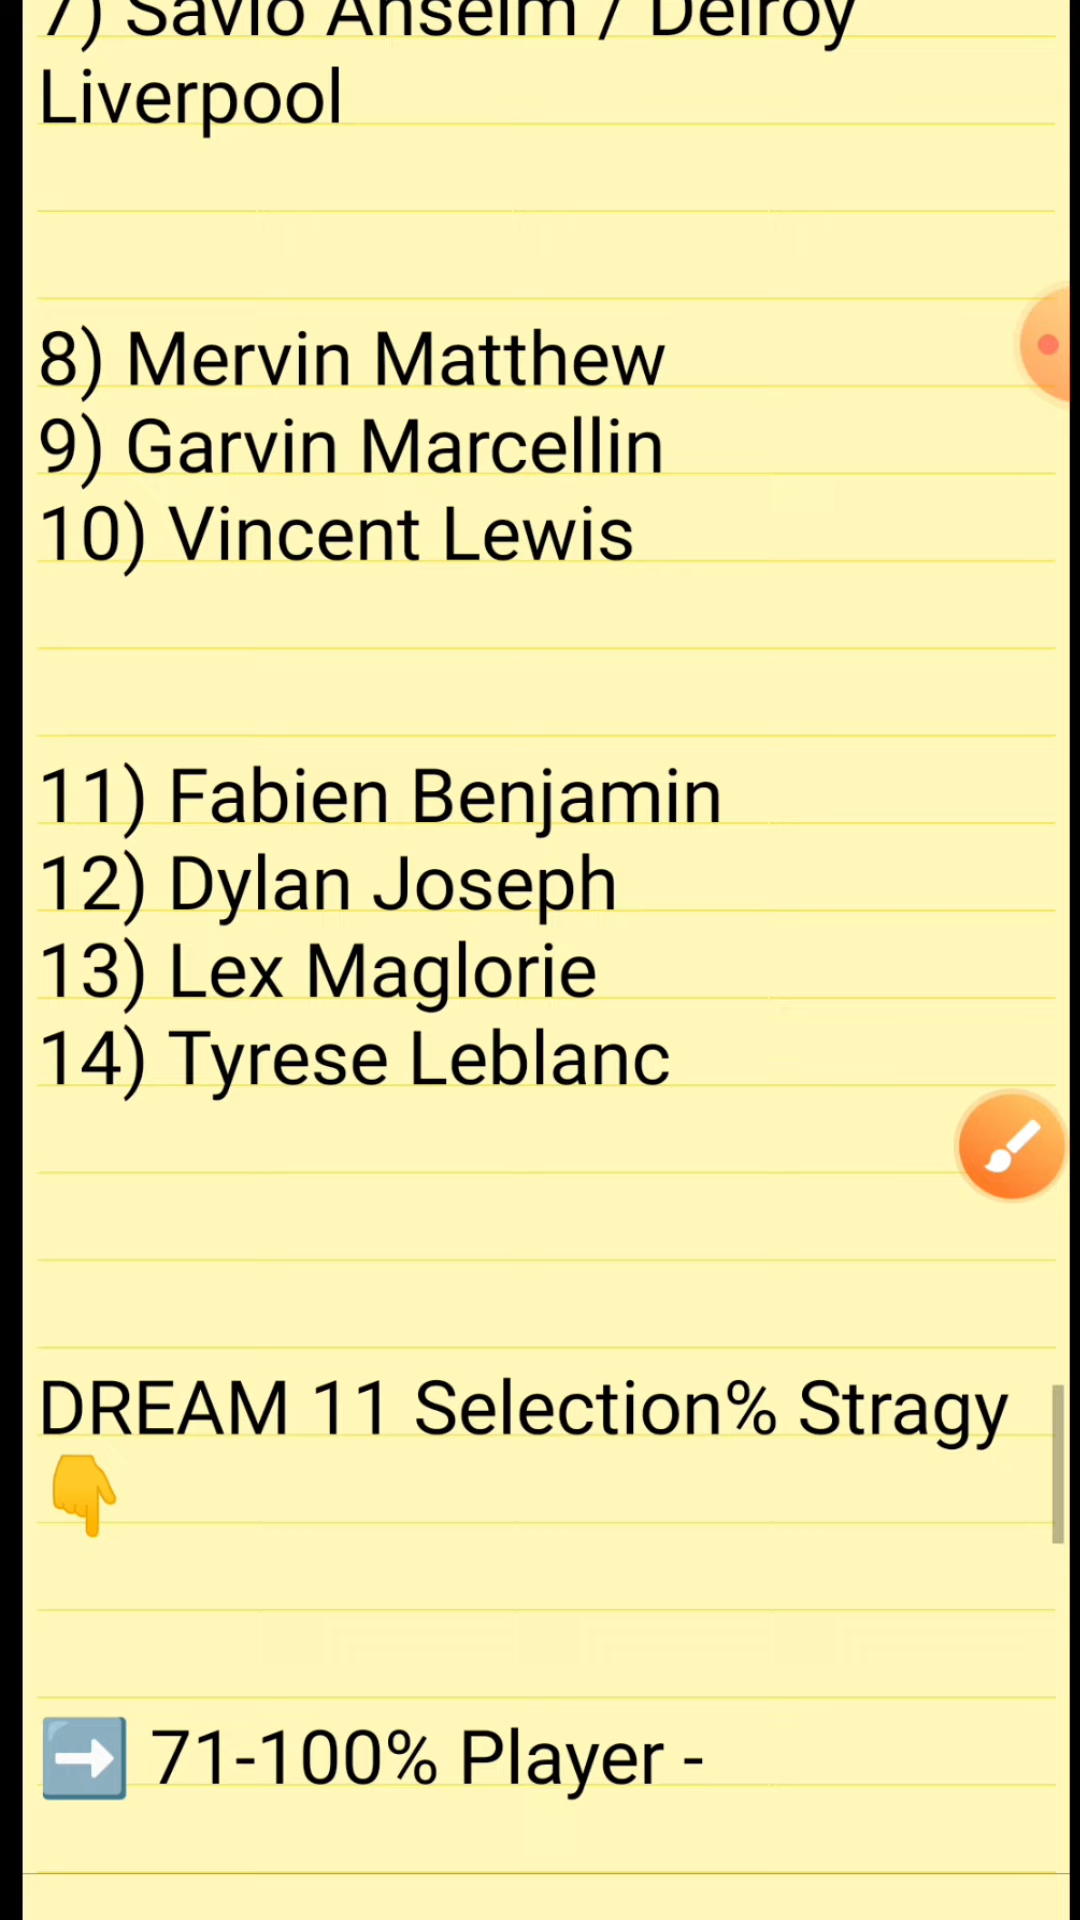 7) Savio Anselm / Delroy
Liverpool
8) Mervin Matthew
9) Garvin Marcellin
10) Vincent Lewis
11) Fabien Benjamin
12) Dylan Joseph
13) Lex Maglorie
14) Tyrese Leblanc
DREAM 11 Selection% Stragy
👇
➡️ 71-100% Player -